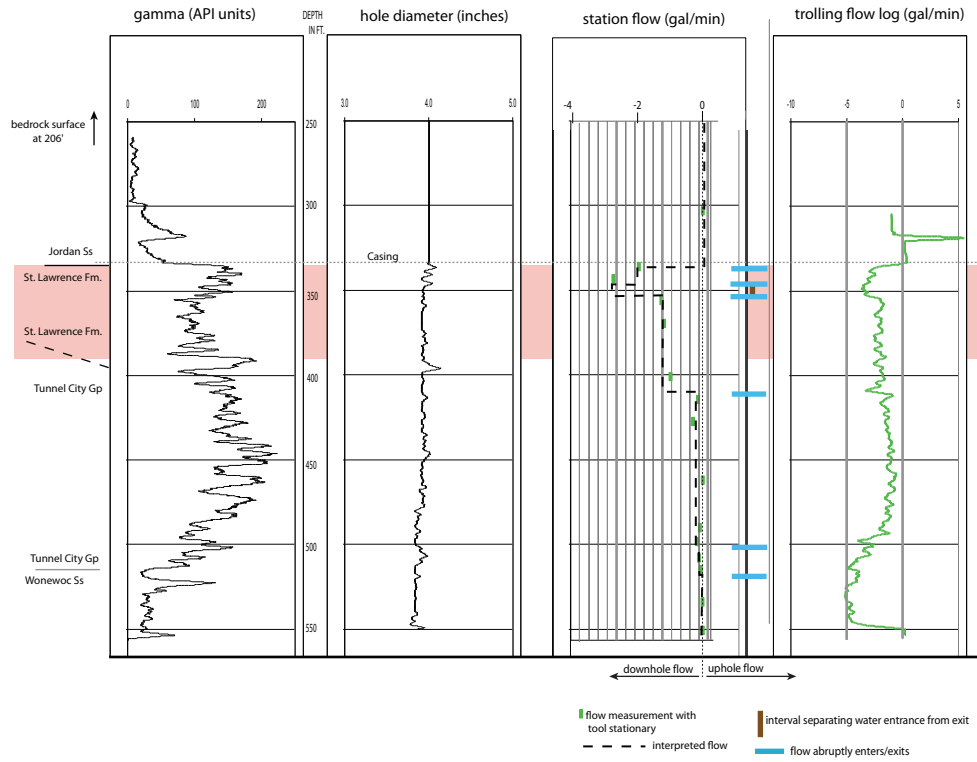 gamma (API units)
DEPTH
IN FT.
hole diameter (inches)
station flow (gal/min)
trolling flow log (gal/min)
0
100
200
3.0
4.0
5.0
-4
-2
0
-10
-5
0
5
bedrock surface
at 206'
250
300
350
400
450
500
550
Jordan Ss
St. Lawrence Fm.
St. Lawrence Fm.
Tunnel City Gp
Tunnel City Gp
Wonewoc Ss
Casing
downhole flow
uphole flow
flow measurement with
tool stationary
interpreted flow
interval separating water entrance from exit
flow abruptly enters/exits